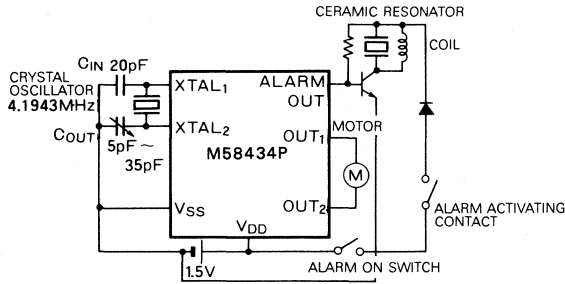 CERAMIC RESONATOR
COIL
CIN 20pF
CRYSTAL
OSCILLATOR
4.1943MHz
XTAL1
ALARM
OUT
XTAL2
COUT
5pF ~
35pF
OUT1
MOTOR
M58434P
M
VSS
OUT2
VDD
ALARM ACTIVATING
CONTACT
1.5V
ALARM ON SWITCH